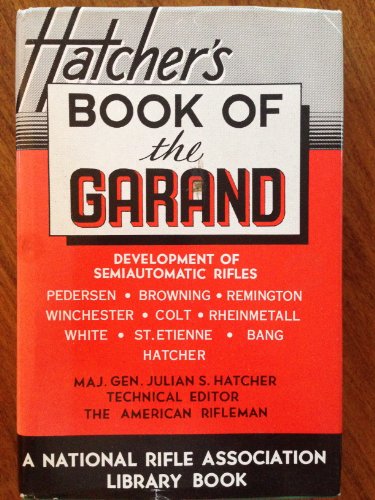 Hatcher's
BOOK OF
the
GARAND
DEVELOPMENT OF
SEMIAUTOMATIC RIFLES
PEDERSEN • BROWNING • REMINGTON
WINCHESTER • COLT • RHEINMETALL
WHITE • ST. ETIENNE • BANG
HATCHER
MAJ. GEN. JULIAN S. HATCHER
TECHNICAL EDITOR
THE AMERICAN RIFLEMAN
A NATIONAL RIFLE ASSOCIATION
LIBRARY BOOK